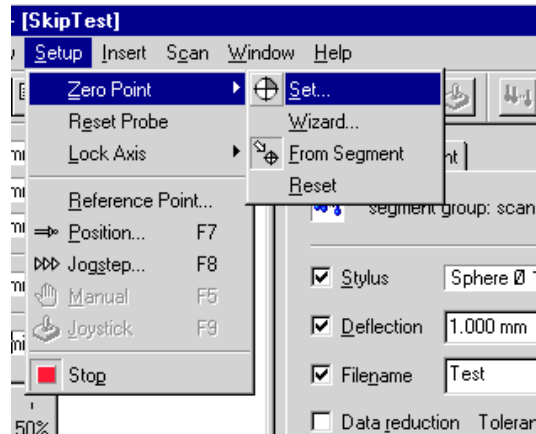 - [SkipTest]
Setup Insert Scan Window Help
Zero Point
Set...
Reset Probe
Wizard...
Lock Axis
From Segment
Reset
Reference Point...
segment group: scan
Position... F7
Jogstep... F8
Stylus Sphere Ø
Manual F5
Joystick F9
Deflection 1.000 mm
Stop
Filename Test
50%
Data reduction